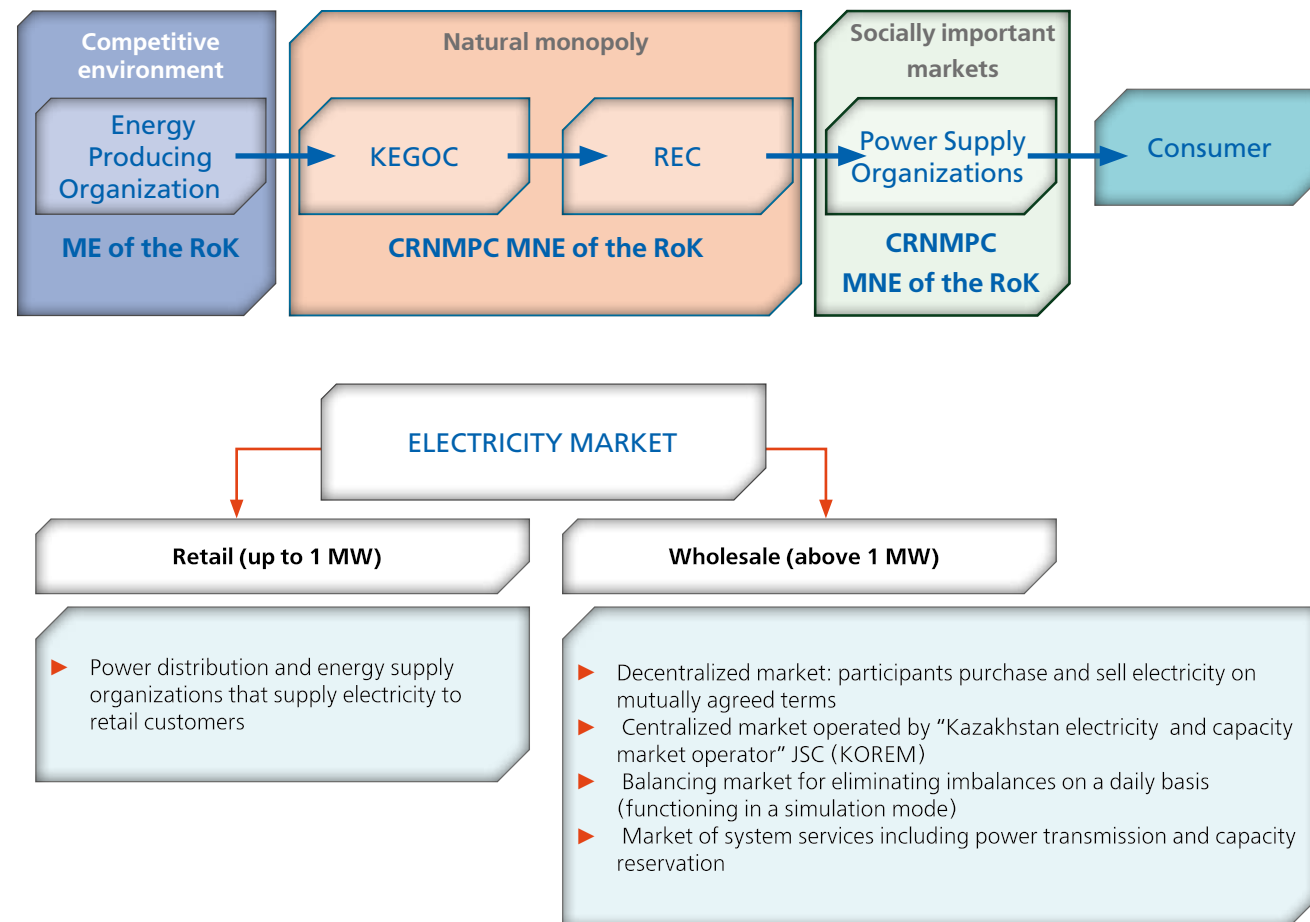 Competitive
environment
Energy
Producing
Organization
ME of the RoK
Natural monopoly
KEGOC
REC
CRNMPC MNE of the RoK
Socially important
markets
Power Supply
Organizations
CRNMPC
MNE of the RoK
Consumer
ELECTRICITY MARKET
Retail (up to 1 MW)
Power distribution and energy supply
organizations that supply electricity to
retail customers
Wholesale (above 1 MW)
Decentralized market: participants purchase and sell electricity on
mutually agreed terms
Centralized market operated by “Kazakhstan electricity and capacity
market operator” JSC (KOREM)
Balancing market for eliminating imbalances on a daily basis
(functioning in a simulation mode)
Market of system services including power transmission and capacity
reservation